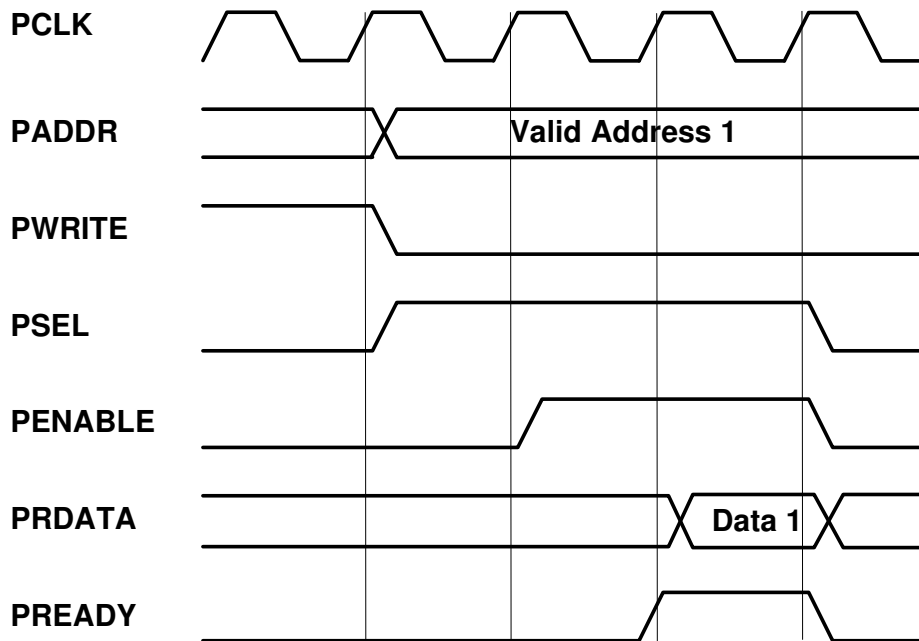 PCLK
PADDR
Valid Address 1
PWRITE
PSEL
PENABLE
PRDATA
Data 1
PREADY